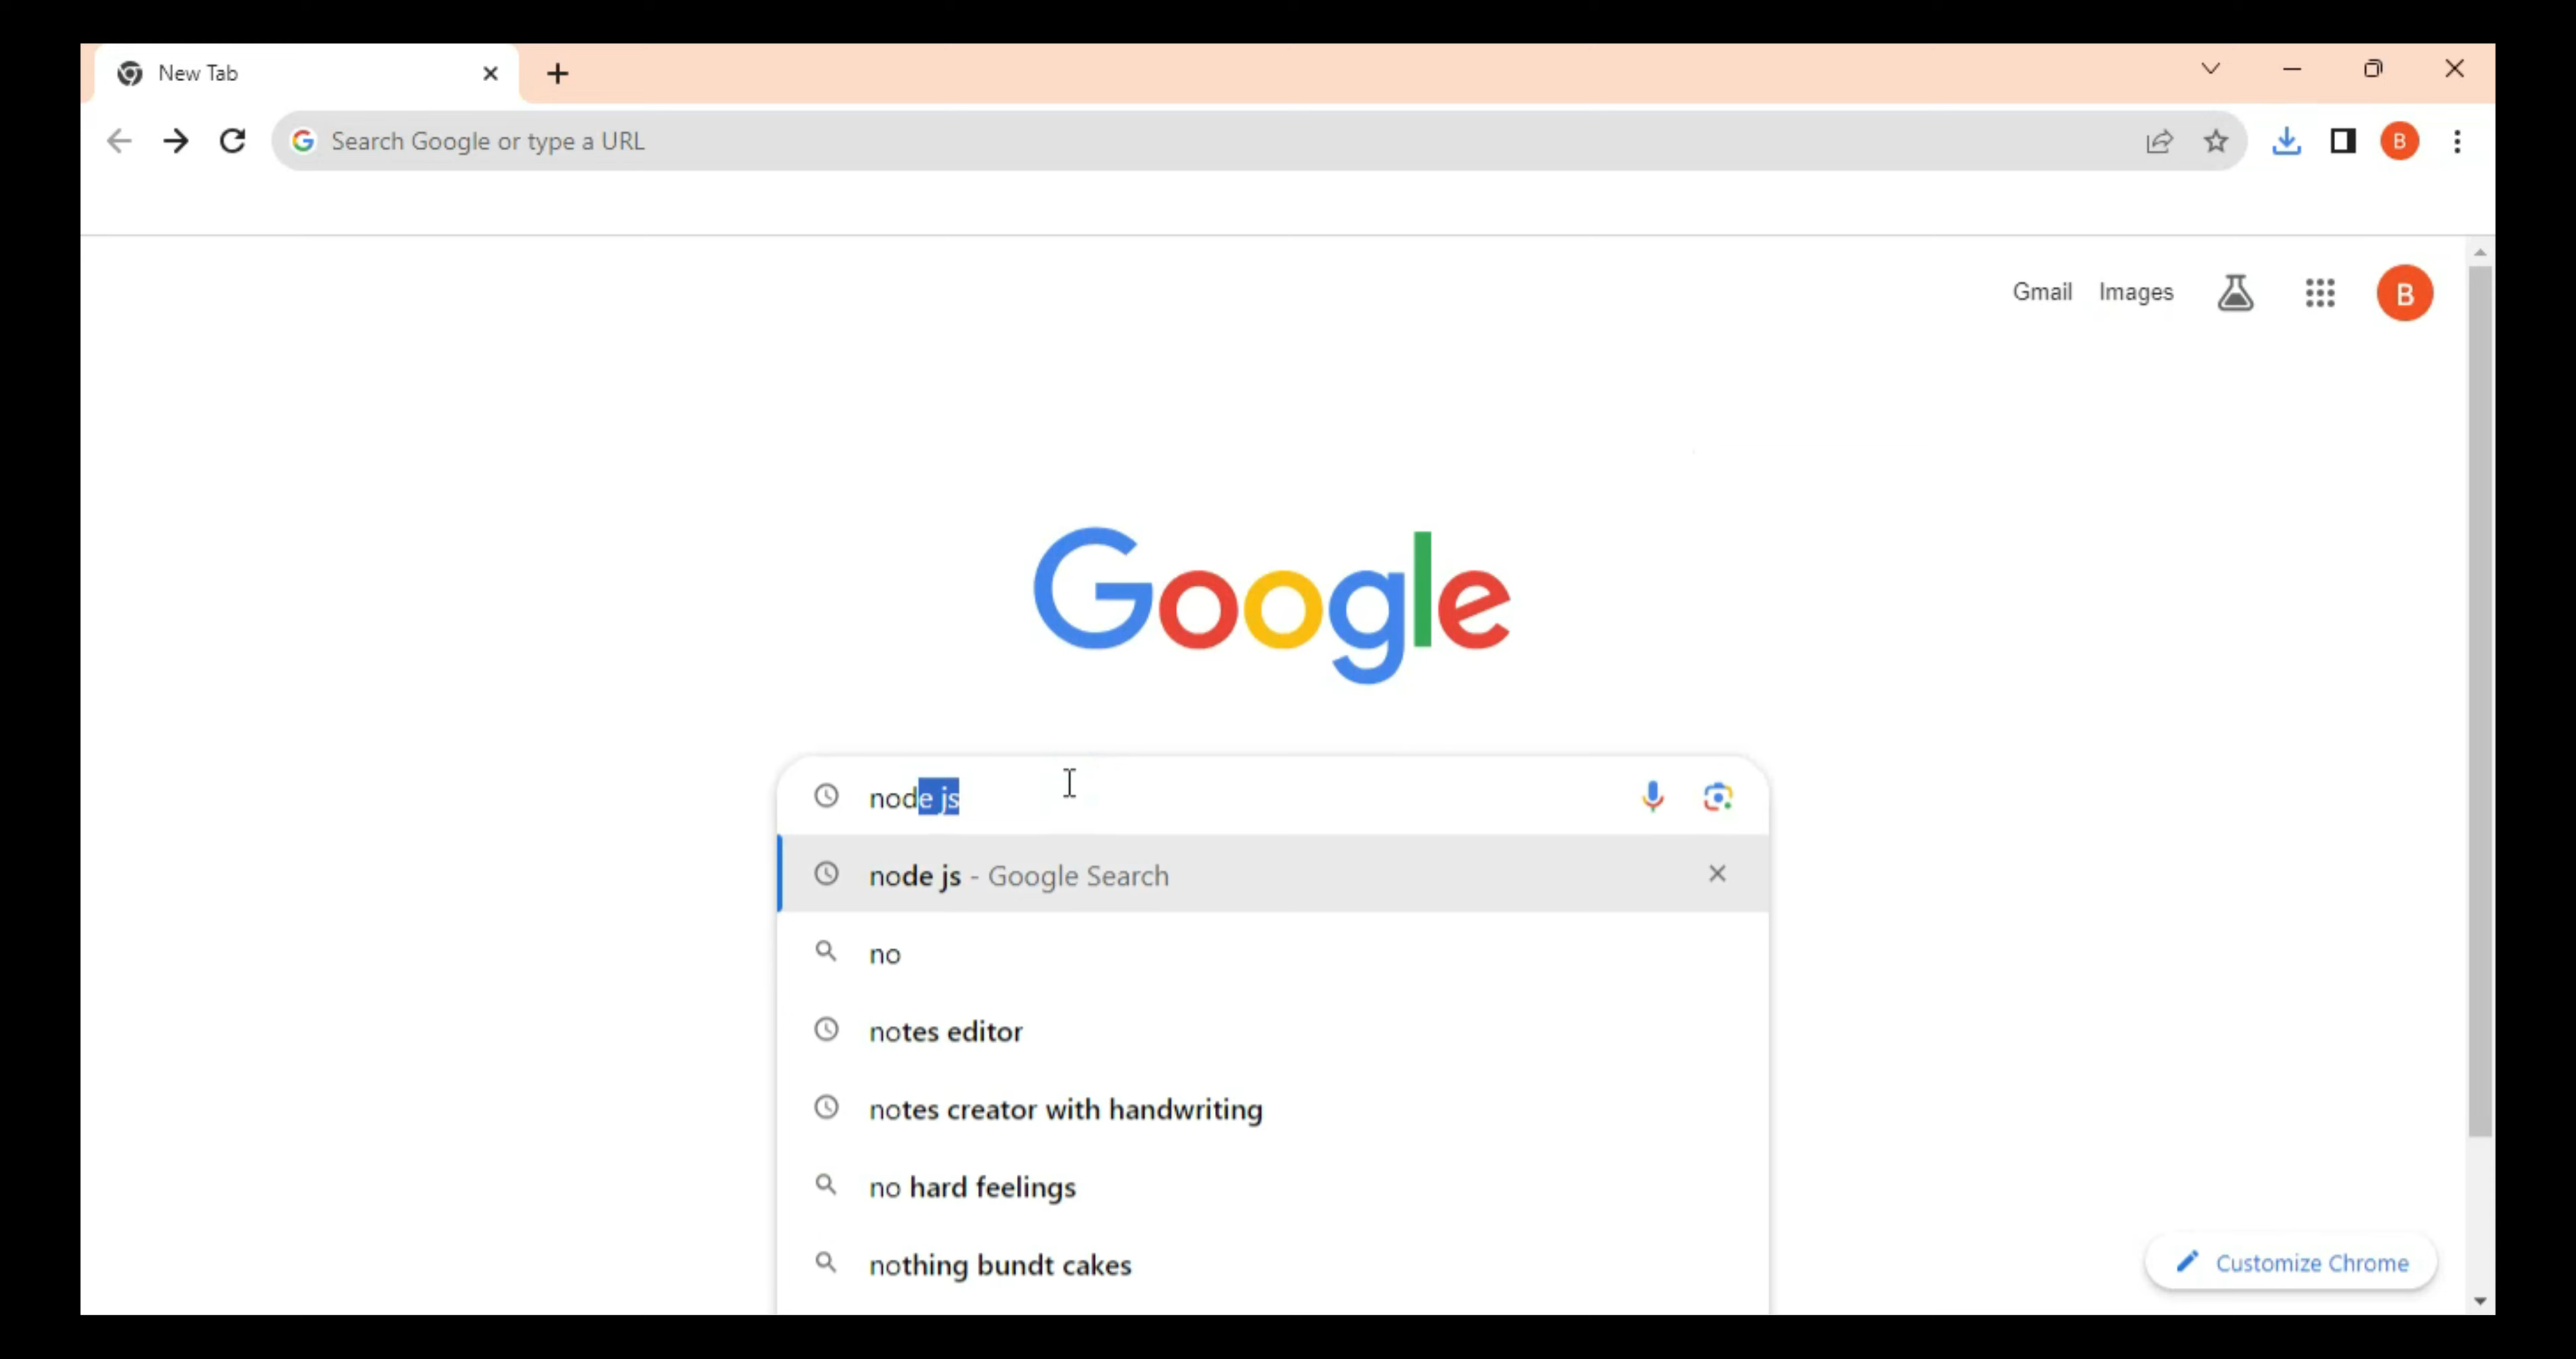 New Tab
Search Google or type a URL
B
Gmail Images B
Google
node js
node js - Google Search
no
notes editor
notes creator with handwriting
no hard feelings
nothing bundt cakes
Customize Chrome